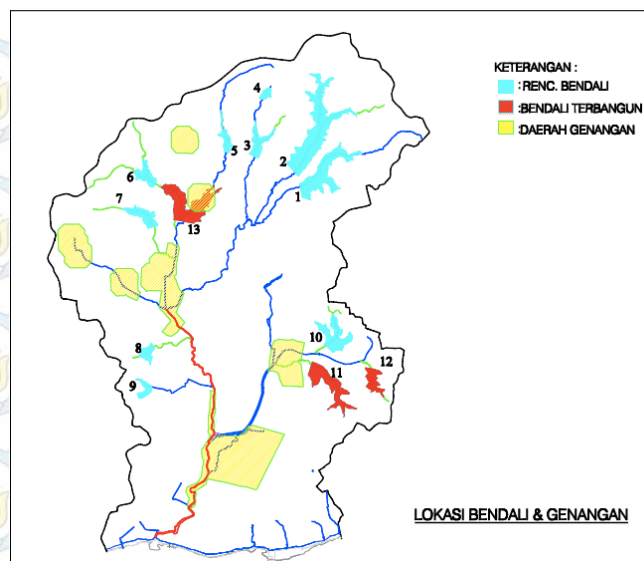 KETERANGAN :
: RENC. BENDALI
: BENDALI TERBANGUN
: DAERAH GENANGAN
4
5
3
2
1
6
7
13
8
9
10
11
12
LOKASI BENDALI & GENANGAN